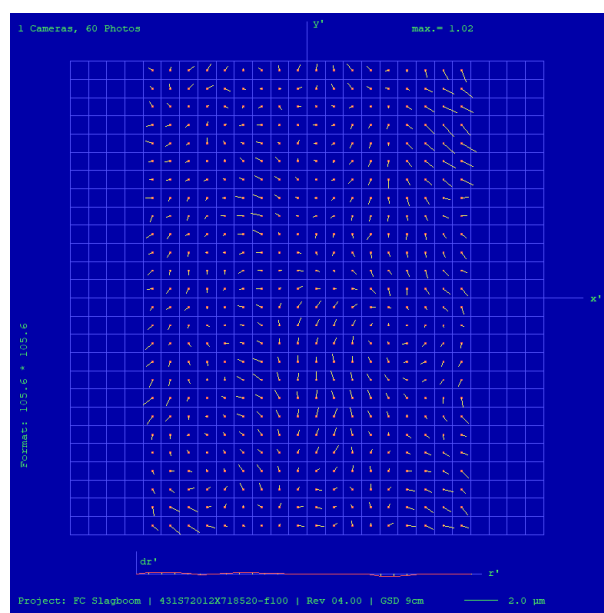 1 Cameras, 60 Photos
y'
max.= 1.02
x'
Format: 105.6 * 105.6
dr'
r'
Project: FC Slagboom | 431S72012X718520-f100 | Rev 04.00 | GSD 9cm
2.0 µm